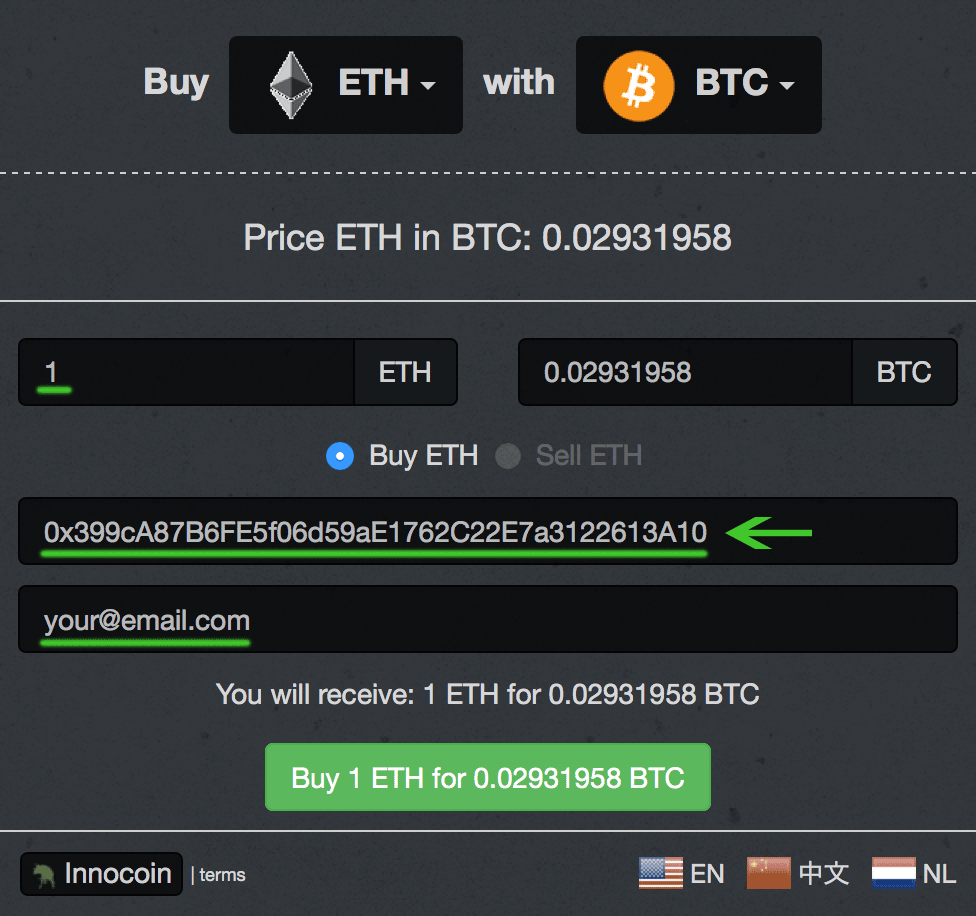 Buy ETH with BTC
Price ETH in BTC: 0.02931958
1 ETH 0.02931958 BTC
Buy ETH Sell ETH
0x399cA87B6FE5f06d59aE1762C22E7a3122613A10
your@email.com
You will receive: 1 ETH for 0.02931958 BTC
Buy 1 ETH for 0.02931958 BTC
Innocoin | terms EN 中文 NL